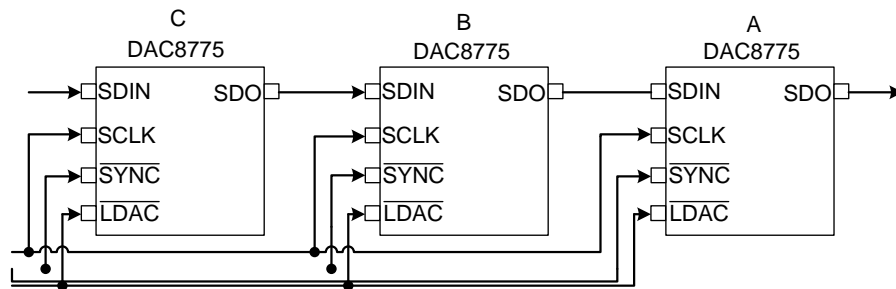 C
DAC8775
SDIN
SDO
SCLK
SYNC
LDAC
B
DAC8775
SDIN
SDO
SCLK
SYNC
LDAC
A
DAC8775
SDIN
SDO
SCLK
SYNC
LDAC